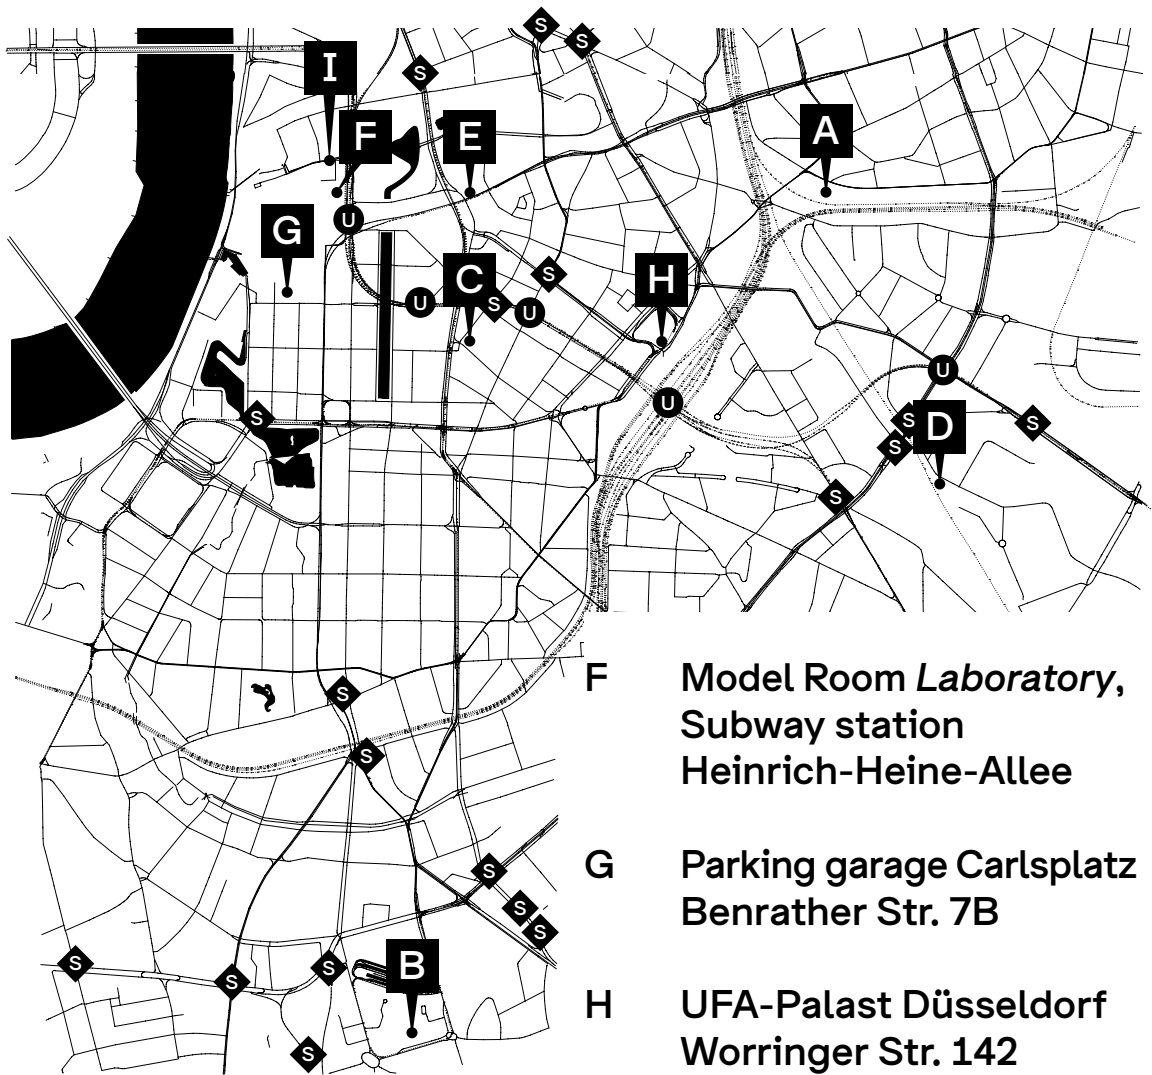 S
S
I
S
F
E
A
U
G
C
S
H
S
U
U
U
U
S
S
D
S
S
S
S
F
Model Room Laboratory,
Subway station
Heinrich-Heine-Allee
S
S
G
Parking garage Carlsplatz
Benrather Str. 7B
S
S
S
S
S
S
B
H
UFA-Palast Düsseldorf
Worringer Str. 142
S